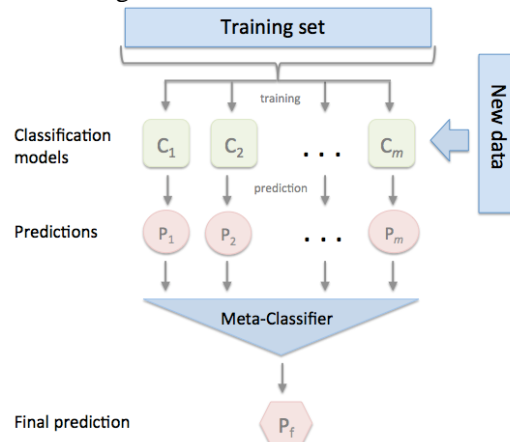 Training set
training
New data
Classification
models
C1 C2 . . . Cm
prediction
Predictions
P1 P2 . . . Pm
Meta-Classifier
Final prediction
Pf